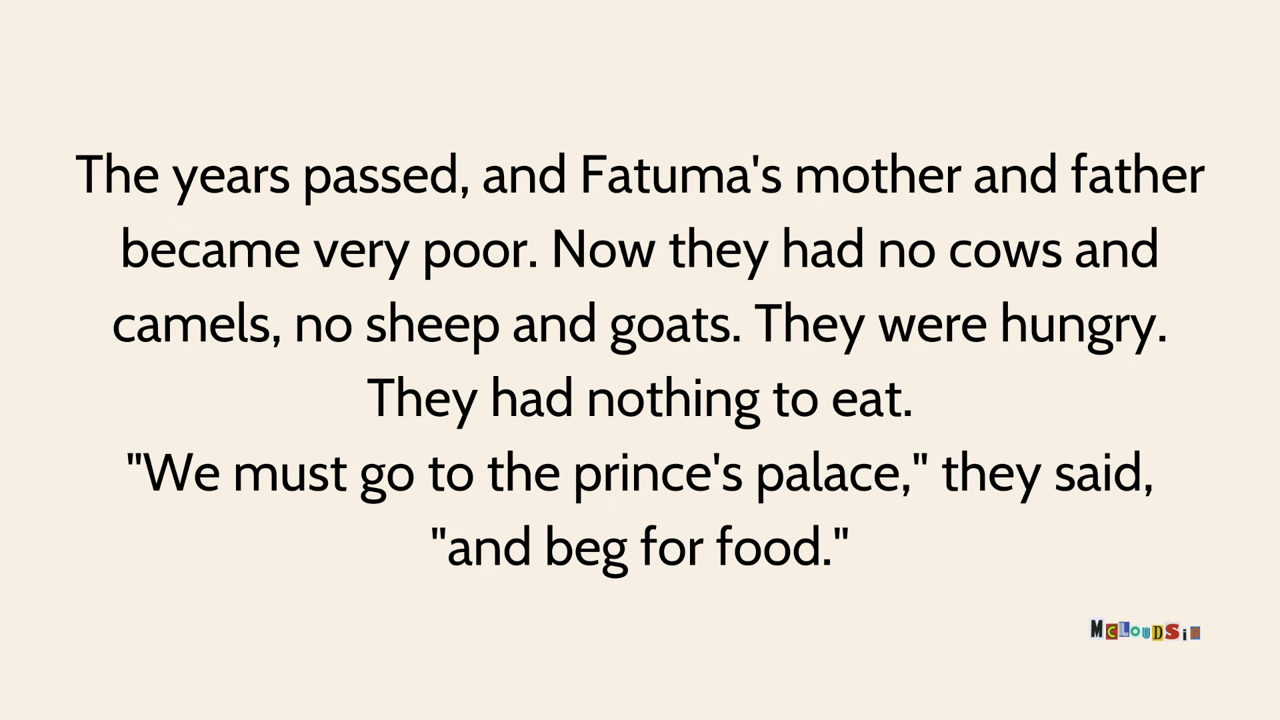 The years passed, and Fatuma's mother and father
became very poor. Now they had no cows and
camels, no sheep and goats. They were hungry.
They had nothing to eat.
"We must go to the prince's palace," they said,
"and beg for food."